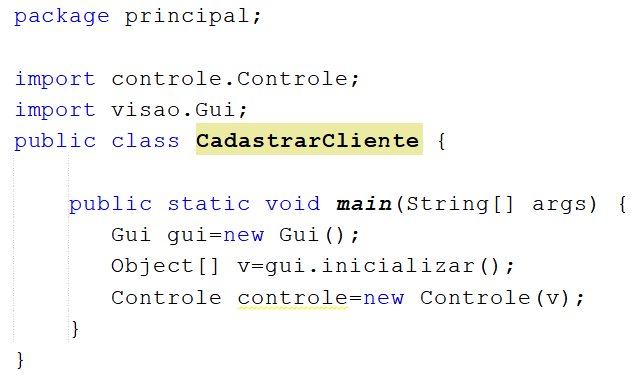 package principal;
import controle.Controle;
import visao.Gui;
public class CadastrarCliente {
public static void main(String[] args) {
Gui gui=new Gui();
Object[] v=gui.inicializar();
Controle controle=new Controle(v);
}
}